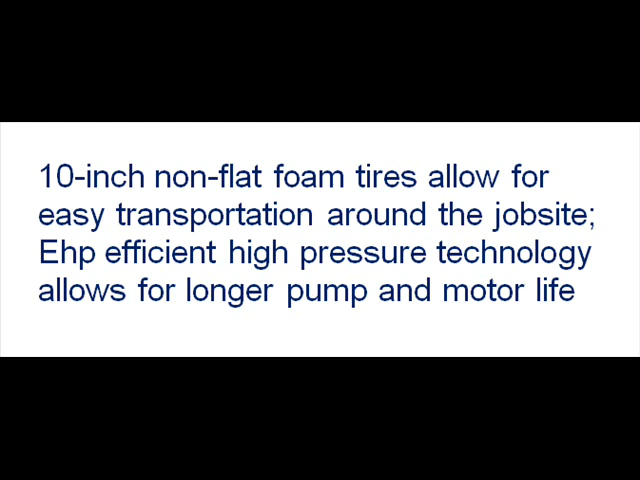 10-inch non-flat foam tires allow for
easy transportation around the jobsite;
Ehp efficient high pressure technology
allows for longer pump and motor life